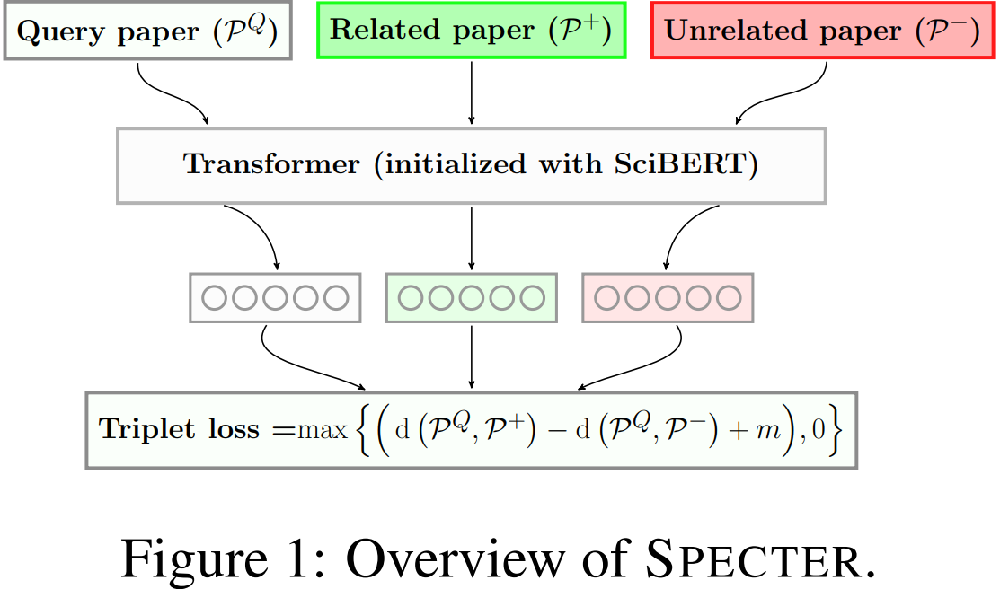 Query paper (𝒫^Q)
Related paper (𝒫^+)
Unrelated paper (𝒫^−)
Transformer (initialized with SciBERT)
Triplet loss =max{(d(𝒫^Q, 𝒫^+) − d(𝒫^Q, 𝒫^−) + m), 0}
Figure 1: Overview of SPECTER.